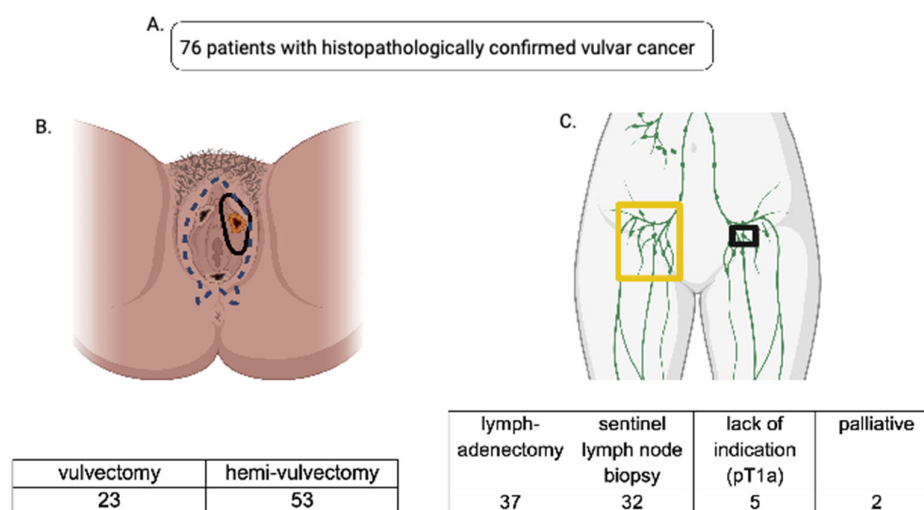 A.
76 patients with histopathologically confirmed vulvar cancer
B.
C.
vulvectomy hemi-vulvectomy
23 53
lymph- sentinel lack of palliative
adenectomy lymph node indication
biopsy (pT1a)
37 32 5 2